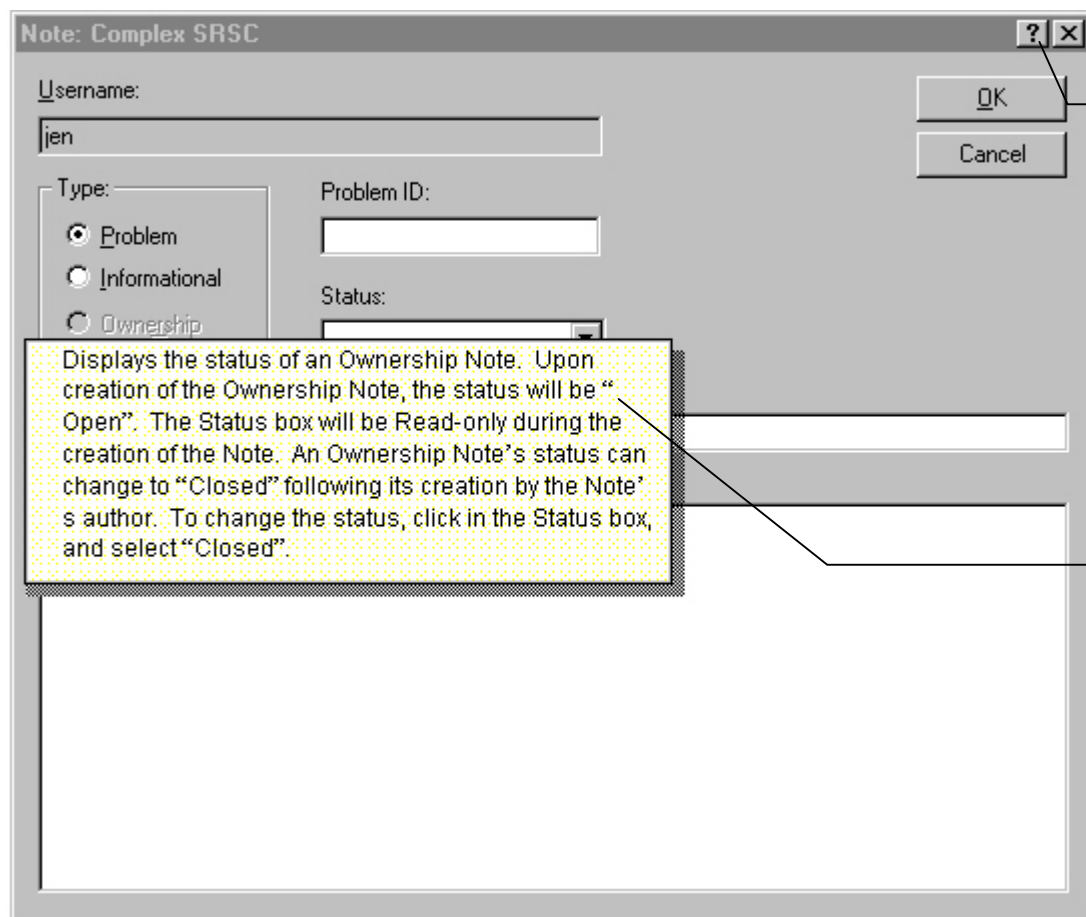 Note: Complex SRSC
?
Username:
OK
jen
Cancel
Type:
Problem ID:
Problem
Informational
Status:
Ownership
Displays the status of an Ownership Note.  Upon
creation of the Ownership Note, the status will be “
Open”.  The Status box will be Read-only during the
creation of the Note.  An Ownership Note’s status can
change to “Closed” following its creation by the Note’
s author.  To change the status, click in the Status box,
and select “Closed”.